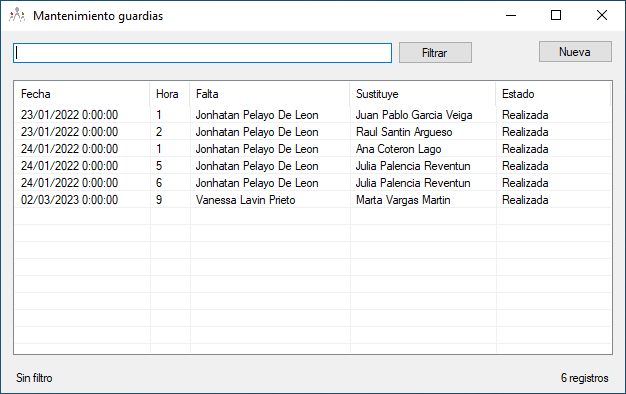 Mantenimiento guardias
Filtrar
Nueva
Fecha Hora Falta Sustituye Estado
23/01/2022 0:00:00 1 Jonhatan Pelayo De Leon Juan Pablo Garcia Veiga Realizada
23/01/2022 0:00:00 2 Jonhatan Pelayo De Leon Raul Santin Argueso Realizada
24/01/2022 0:00:00 1 Jonhatan Pelayo De Leon Ana Coteron Lago Realizada
24/01/2022 0:00:00 5 Jonhatan Pelayo De Leon Julia Palencia Reventun Realizada
24/01/2022 0:00:00 6 Jonhatan Pelayo De Leon Julia Palencia Reventun Realizada
02/03/2023 0:00:00 9 Vanessa Lavin Prieto Marta Vargas Martin Realizada
Sin filtro 6 registros